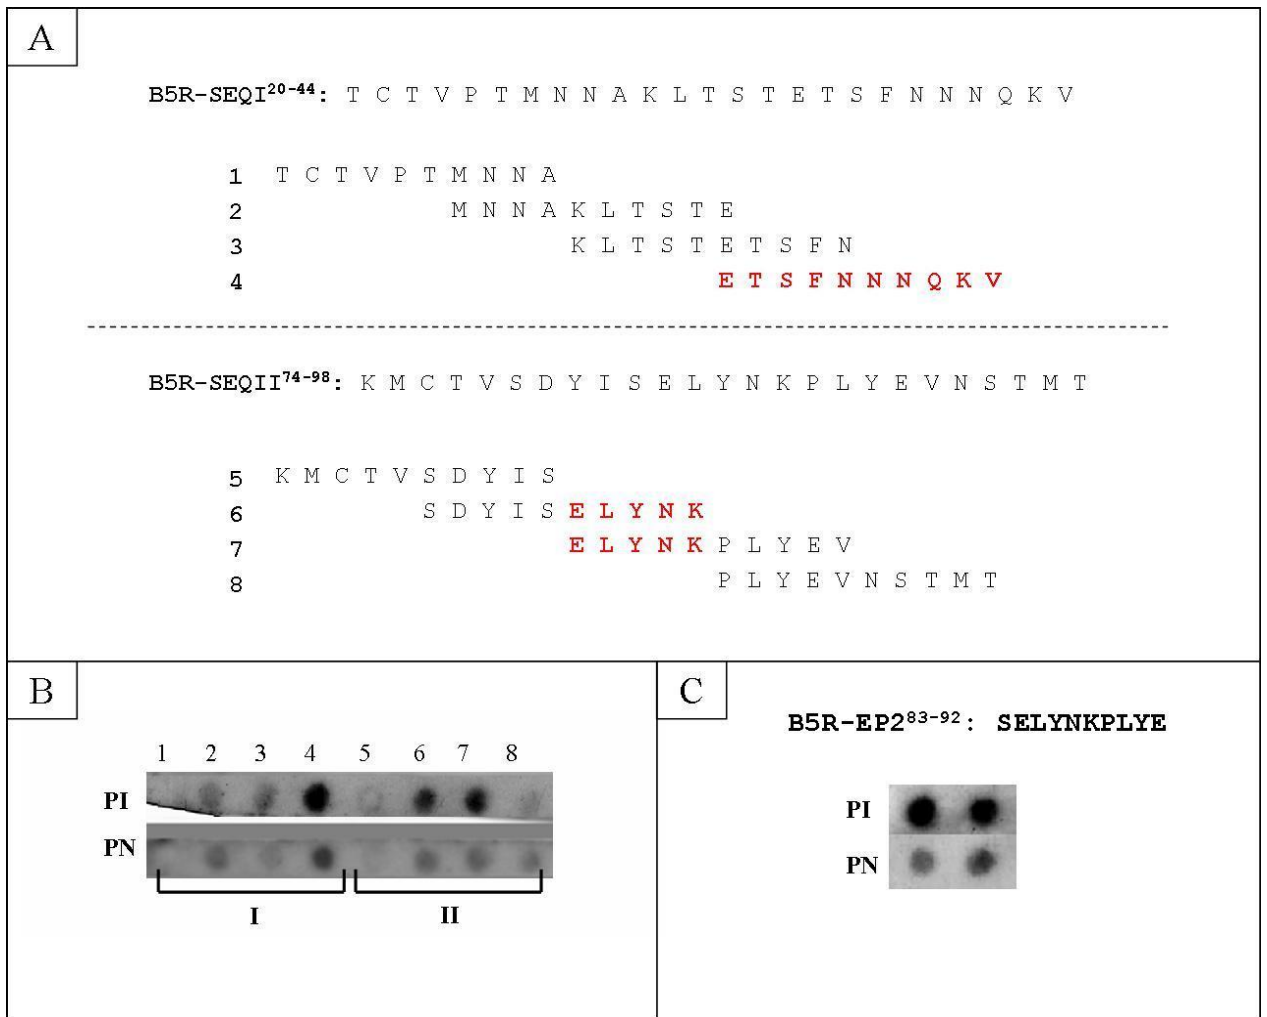 A
B5R-SEQI20-44: T C T V P T M N N A K L T S T E T S F N N N Q K V
1 T C T V P T M N N A
2 M N N A K L T S T E
3 K L T S T E T S F N
4 E T S F N N N Q K V
B5R-SEQII74-98: K M C T V S D Y I S E L Y N K P L Y E V N S T M T
5 K M C T V S D Y I S
6 S D Y I S E L Y N K
7 E L Y N K P L Y E V
8 P L Y E V N S T M T
B
1 2 3 4 5 6 7 8
PI
PN
I II
C
B5R-EP283-92: SELYNKPLYE
PI
PN